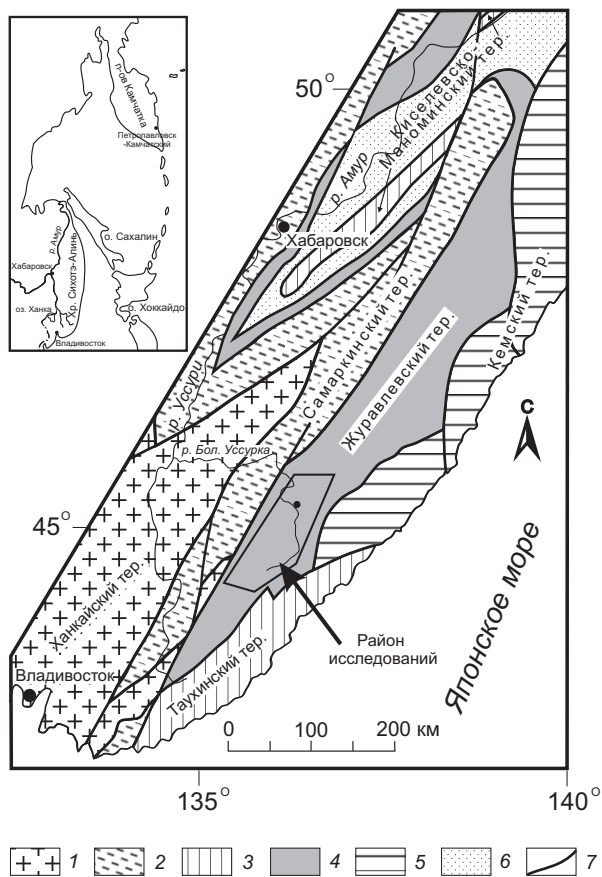 п-ов Камчатка
Петропавловск
-Камчатский
р. Амур
о. Сахалин
Хабаровск
Хр. Сихотэ-Алинь
оз. Ханка
о. Хоккайдо
Владивосток
50°
Киселевско-
Маноминский тер.
р. Амур
Хабаровск
Кемский тер.
Самаркинский тер.
Журавлевский тер.
р. Уссури
С
р. Бол. Уссурка
45°
Ханкайский тер.
Японское море
Район
исследований
Таухинский тер.
Владивосток
0 100 200 км
135° 140°
1 2 3 4 5 6 7